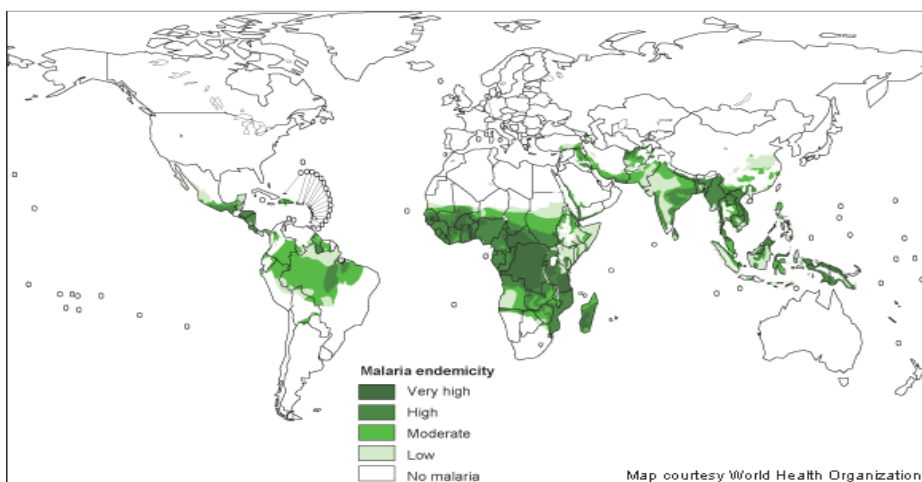 Malaria endemicity
Very high
High
Moderate
Low
No malaria
Map courtesy World Health Organization